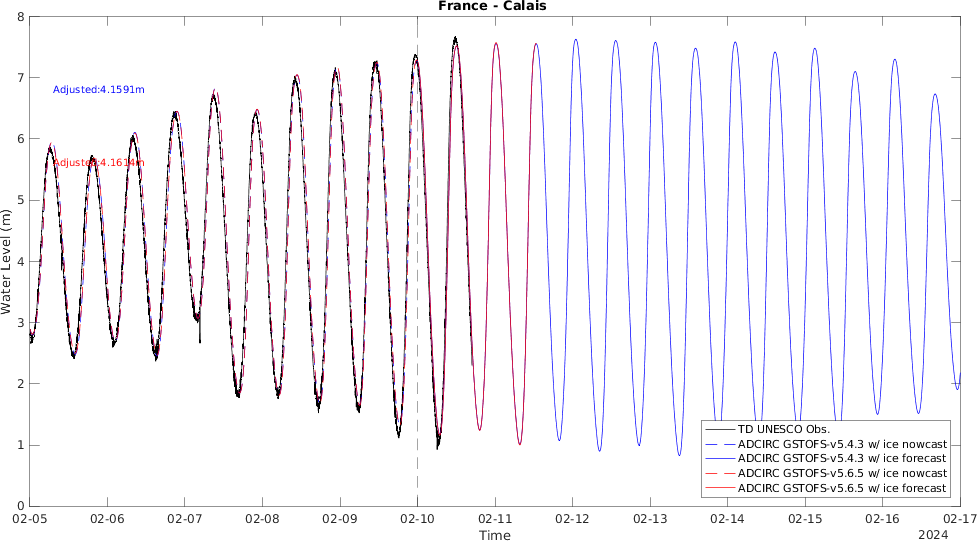 France - Calais
8
7
6
5
4
3
2
1
0
Water Level (m)
Adjusted:4.1591m
Adjusted:4.1614m
TD UNESCO Obs.
ADCIRC GSTOFS-v5.4.3 w/ ice nowcast
ADCIRC GSTOFS-v5.4.3 w/ ice forecast
ADCIRC GSTOFS-v5.6.5 w/ ice nowcast
ADCIRC GSTOFS-v5.6.5 w/ ice forecast
02-05 02-06 02-07 02-08 02-09 02-10 02-11 02-12 02-13 02-14 02-15 02-16 02-17
Time
2024